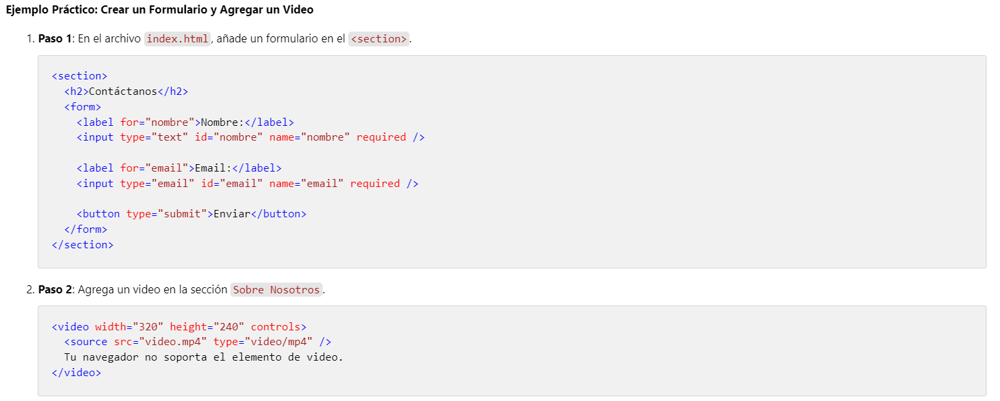 Ejemplo Práctico: Crear un Formulario y Agregar un Video
1. Paso 1: En el archivo index.html, añade un formulario en el <section>.
<section>
  <h2>Contáctanos</h2>
  <form>
    <label for="nombre">Nombre:</label>
    <input type="text" id="nombre" name="nombre" required />

    <label for="email">Email:</label>
    <input type="email" id="email" name="email" required />

    <button type="submit">Enviar</button>
  </form>
</section>
2. Paso 2: Agrega un video en la sección Sobre Nosotros.
<video width="320" height="240" controls>
  <source src="video.mp4" type="video/mp4" />
  Tu navegador no soporta el elemento de video.
</video>